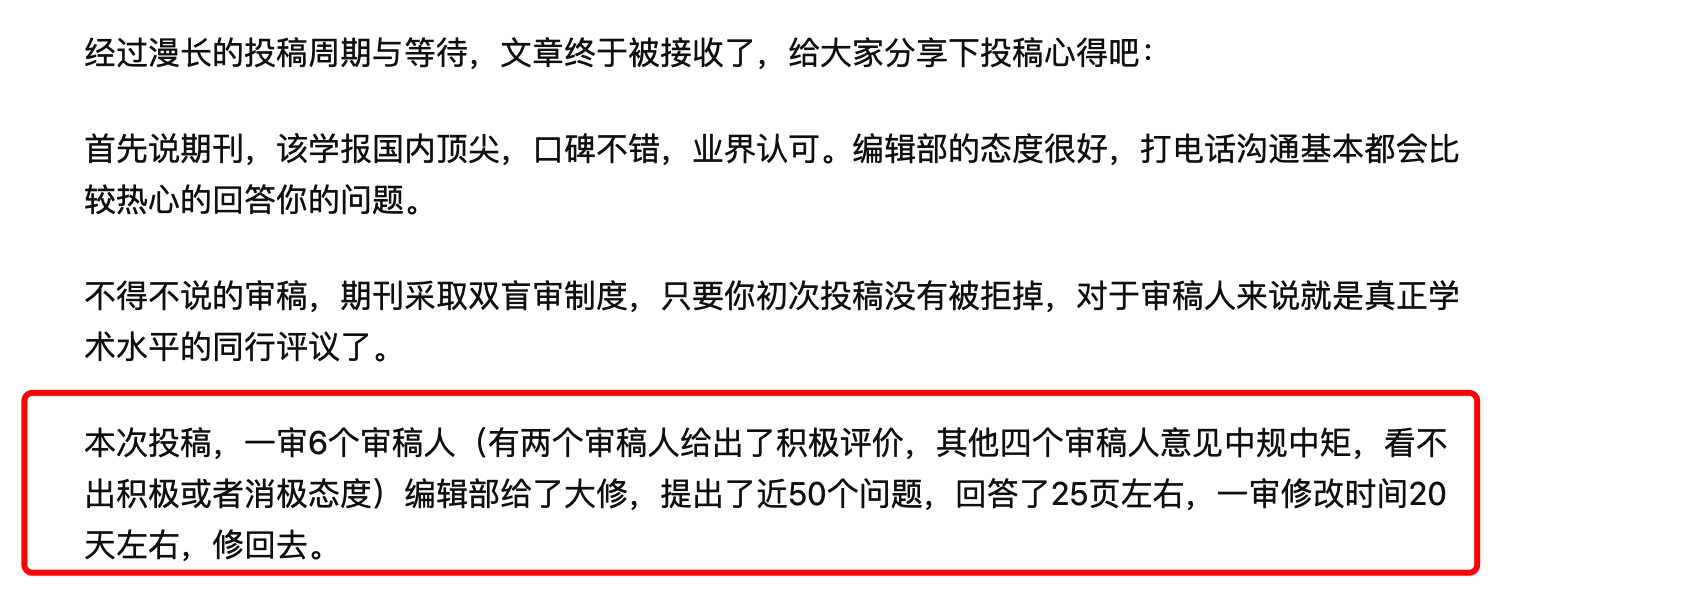 经过漫长的投稿周期与等待，文章终于被接收了，给大家分享下投稿心得吧：
首先说期刊，该学报国内顶尖，口碑不错，业界认可。编辑部的态度很好，打电话沟通基本都会比
较热心的回答你的问题。
不得不说的审稿，期刊采取双盲审制度，只要你初次投稿没有被拒掉，对于审稿人来说就是真正学
术水平的同行评议了。
本次投稿，一审6个审稿人（有两个审稿人给出了积极评价，其他四个审稿人意见中规中矩，看不
出积极或者消极态度）编辑部给了大修，提出了近50个问题，回答了25页左右，一审修改时间20
天左右，修回去。